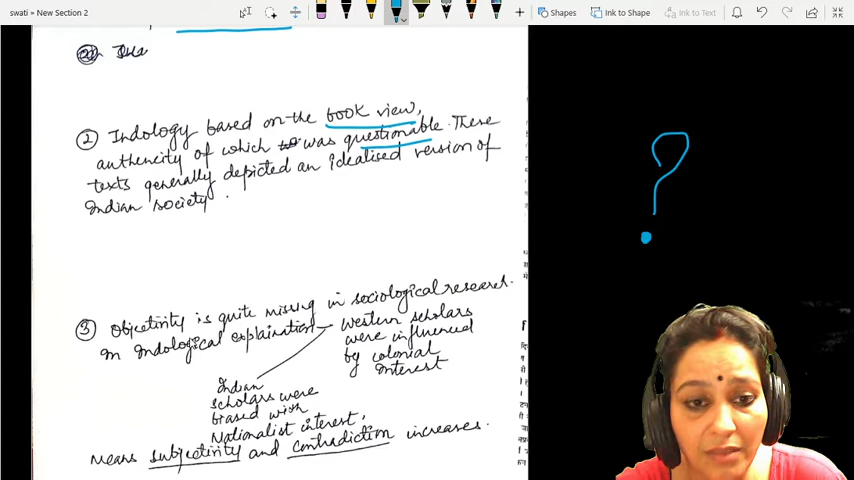 swati » New Section 2
Shapes
Ink to Shape
Ink to Text
② Indology based on the book view,
authencity of which was questionable. These
texts generally depicted an idealised version of
Indian society.
③ Objectivity is quite missing in sociological research.
In Indological explaination — Western scholars
were influenced
by colonial
interest
Indian
scholars were
biased with
Nationalist interest,
Means subjectivity and contradiction increases.
?